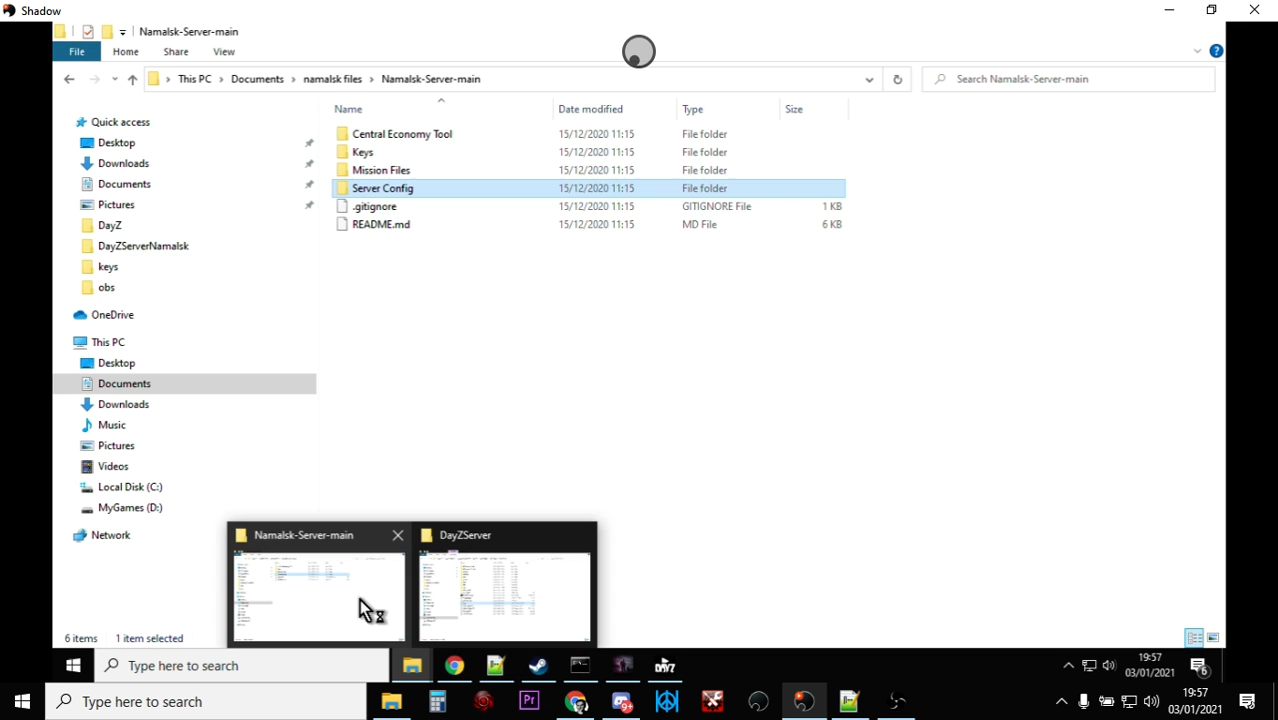 Shadow
Namalsk-Server-main
File Home Share View
This PC Documents namalsk files Namalsk-Server-main
Search Namalsk-Server-main
Name Date modified Type Size
Central Economy Tool 15/12/2020 11:15 File folder
Keys 15/12/2020 11:15 File folder
Mission Files 15/12/2020 11:15 File folder
Server Config 15/12/2020 11:15 File folder
.gitignore 15/12/2020 11:15 GITIGNORE File 1 KB
README.md 15/12/2020 11:15 MD File 6 KB
Quick access
Desktop
Downloads
Documents
Pictures
DayZ
DayZServerNamalsk
keys
obs
OneDrive
This PC
Desktop
Documents
Downloads
Music
Pictures
Videos
Local Disk (C:)
MyGames (D:)
Network
Namalsk-Server-main DayZServer
6 items 1 item selected
Type here to search
19:57
03/01/2021
6
Type here to search
Pr
19:57
03/01/2021